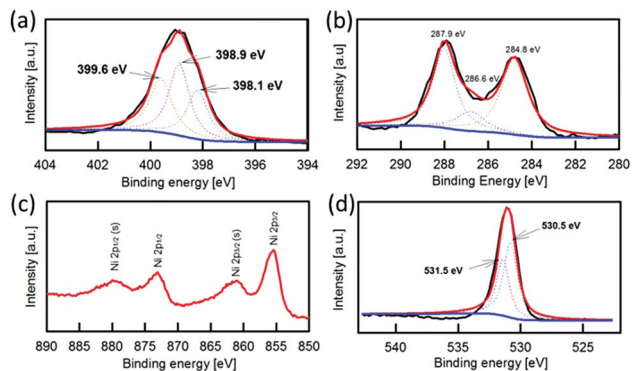 (a)
399.6 eV
398.9 eV
398.1 eV
Intensity [a.u.]
404 402 400 398 396 394
Binding energy [eV]
(b)
287.9 eV
286.6 eV
284.8 eV
Intensity [a.u.]
292 290 288 286 284 282 280
Binding Energy [eV]
(c)
Ni 2p1/2 (s)
Ni 2p1/2
Ni 2p3/2 (s)
Ni 2p3/2
Intensity [a.u.]
890 885 880 875 870 865 860 855 850
Binding energy [eV]
(d)
530.5 eV
531.5 eV
Intensity [a.u.]
540 535 530 525
Binding energy [eV]